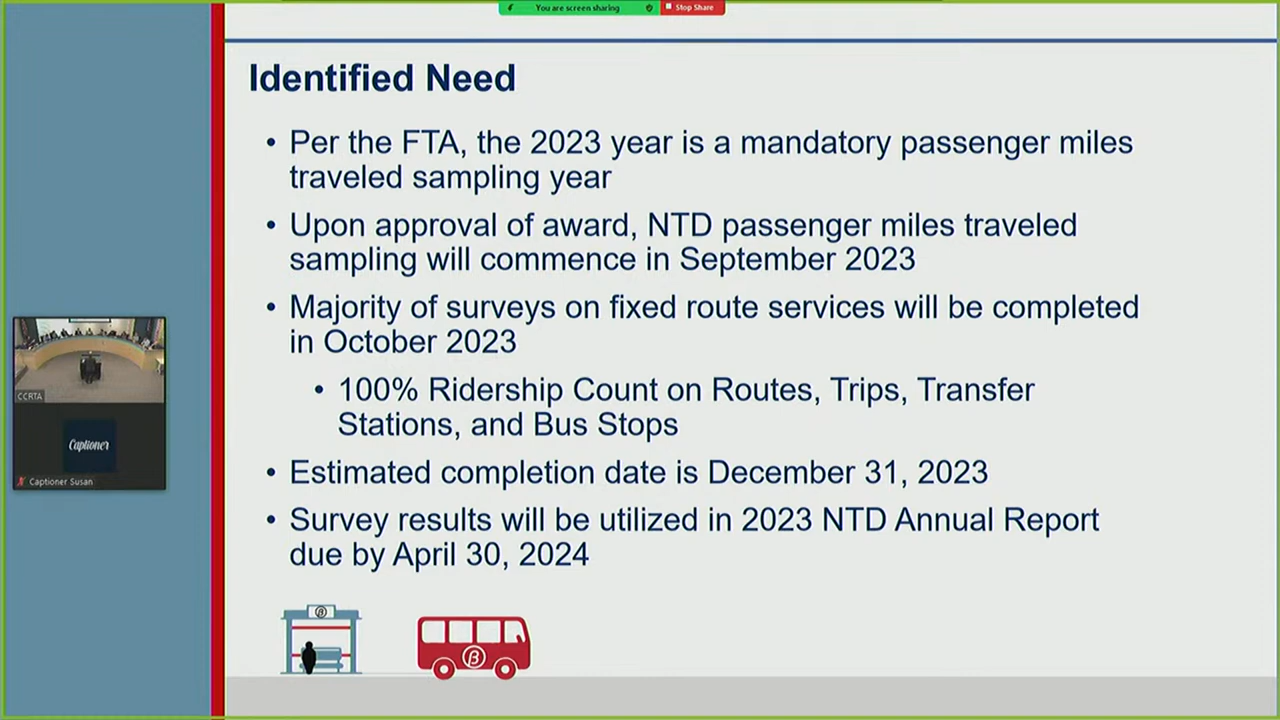 You are screen sharing
Stop Share
Identified Need
• Per the FTA, the 2023 year is a mandatory passenger miles
traveled sampling year
• Upon approval of award, NTD passenger miles traveled
sampling will commence in September 2023
• Majority of surveys on fixed route services will be completed
in October 2023
• 100% Ridership Count on Routes, Trips, Transfer
Stations, and Bus Stops
• Estimated completion date is December 31, 2023
• Survey results will be utilized in 2023 NTD Annual Report
due by April 30, 2024
CCRTA
Captioner
Captioner Susan